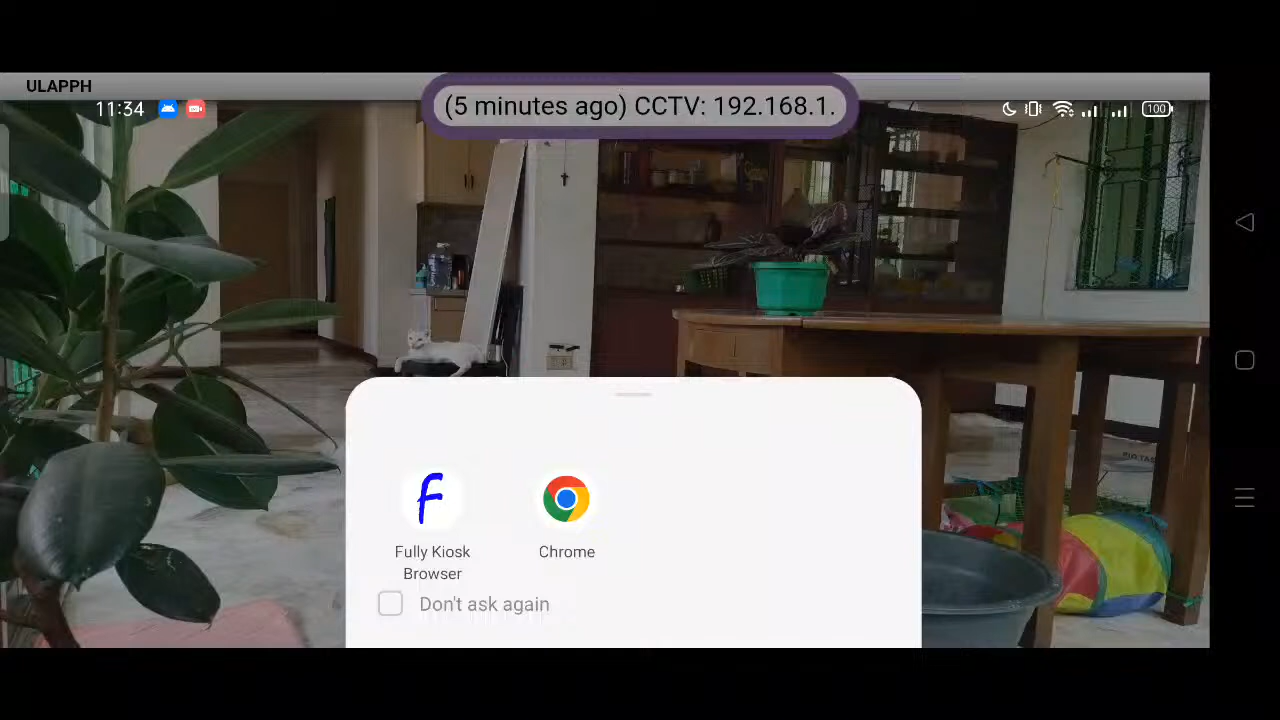 ULAPPH
11:34
(5 minutes ago) CCTV: 192.168.1.
100
Fully Kiosk
Browser
Chrome
Don't ask again